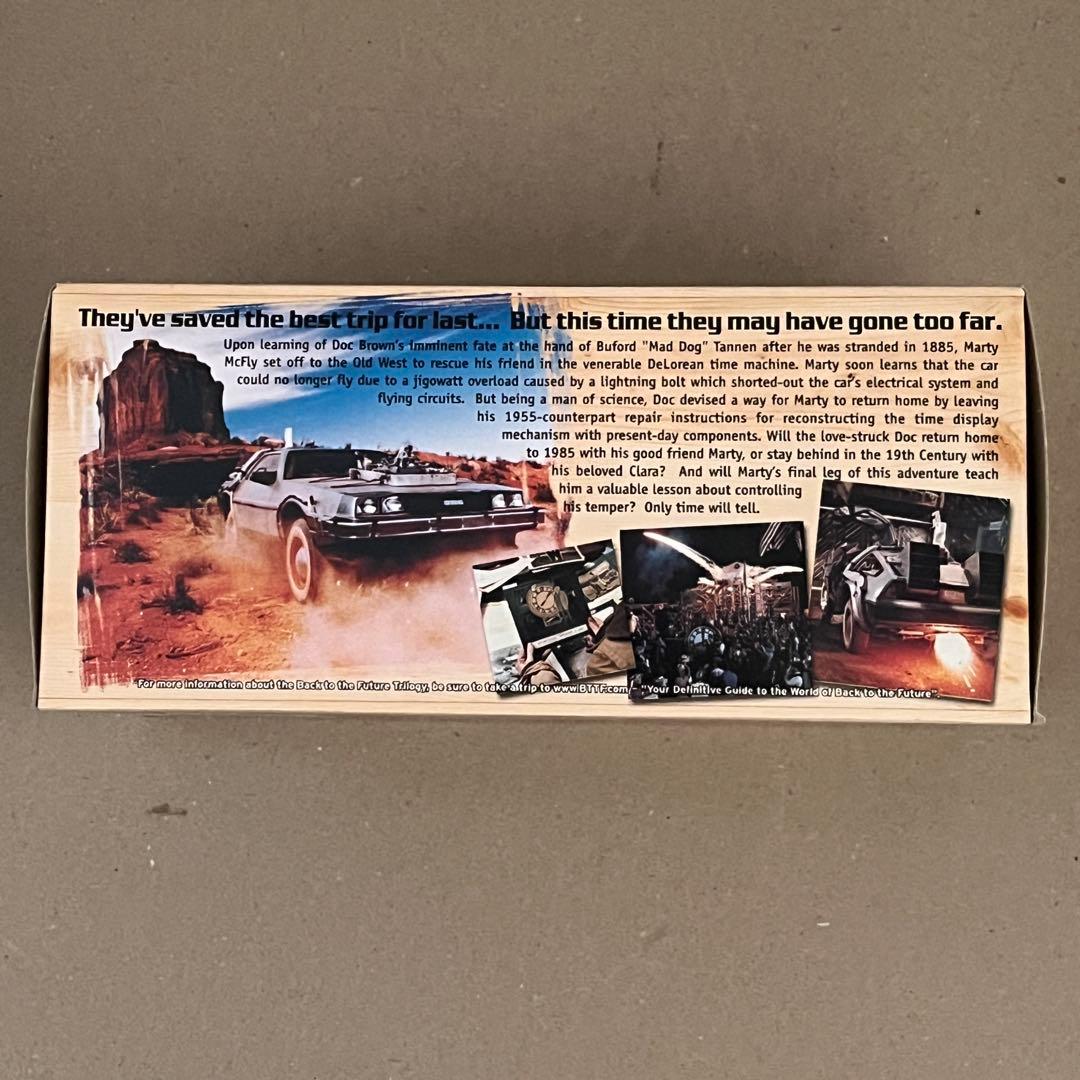 They've saved the best trip for last... But this time they may have gone too far.
Upon learning of Doc Brown's imminent fate at the hand of Buford "Mad Dog" Tannen after he was stranded in 1885, Marty
McFly set off to the Old West to rescue his friend in the venerable DeLorean time machine. Marty soon learns that the car
could no longer fly due to a jigowatt overload caused by a lightning bolt which shorted-out the car's electrical system and
flying circuits. But being a man of science, Doc devised a way for Marty to return home by leaving
his 1955-counterpart repair instructions for reconstructing the time display
mechanism with present-day components. Will the love-struck Doc return home
to 1985 with his good friend Marty, or stay behind in the 19th Century with
his beloved Clara? And will Marty's final leg of this adventure teach
him a valuable lesson about controlling
his temper? Only time will tell.
For more information about the Back to the Future Trilogy, be sure to take a trip to www.BTTF.com - "Your Definitive Guide to the World of Back to the Future".